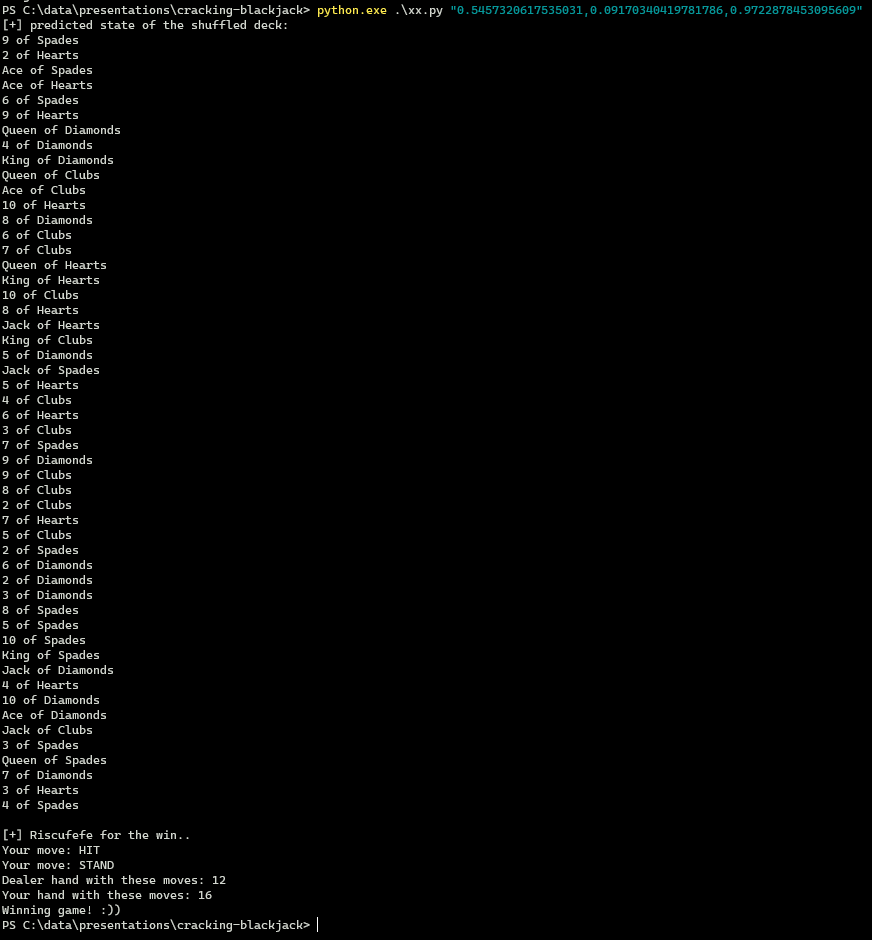 PS C:\data\presentations\cracking-blackjack> python.exe .\xx.py "0.5457320617535031,0.09170340419781786,0.9722878453095609"
[+] predicted state of the shuffled deck:
9 of Spades
2 of Hearts
Ace of Spades
Ace of Hearts
6 of Spades
9 of Hearts
Queen of Diamonds
4 of Diamonds
King of Diamonds
Queen of Clubs
Ace of Clubs
10 of Hearts
8 of Diamonds
6 of Clubs
7 of Clubs
Queen of Hearts
King of Hearts
10 of Clubs
8 of Hearts
Jack of Hearts
King of Clubs
5 of Diamonds
Jack of Spades
5 of Hearts
4 of Clubs
6 of Hearts
3 of Clubs
7 of Spades
9 of Diamonds
9 of Clubs
8 of Clubs
2 of Clubs
7 of Hearts
5 of Clubs
2 of Spades
6 of Diamonds
2 of Diamonds
3 of Diamonds
8 of Spades
5 of Spades
10 of Spades
King of Spades
Jack of Diamonds
4 of Hearts
10 of Diamonds
Ace of Diamonds
Jack of Clubs
3 of Spades
Queen of Spades
7 of Diamonds
3 of Hearts
4 of Spades
[+] Riscufefe for the win..
Your move: HIT
Your move: STAND
Dealer hand with these moves: 12
Your hand with these moves: 16
Winning game! :))
PS C:\data\presentations\cracking-blackjack>